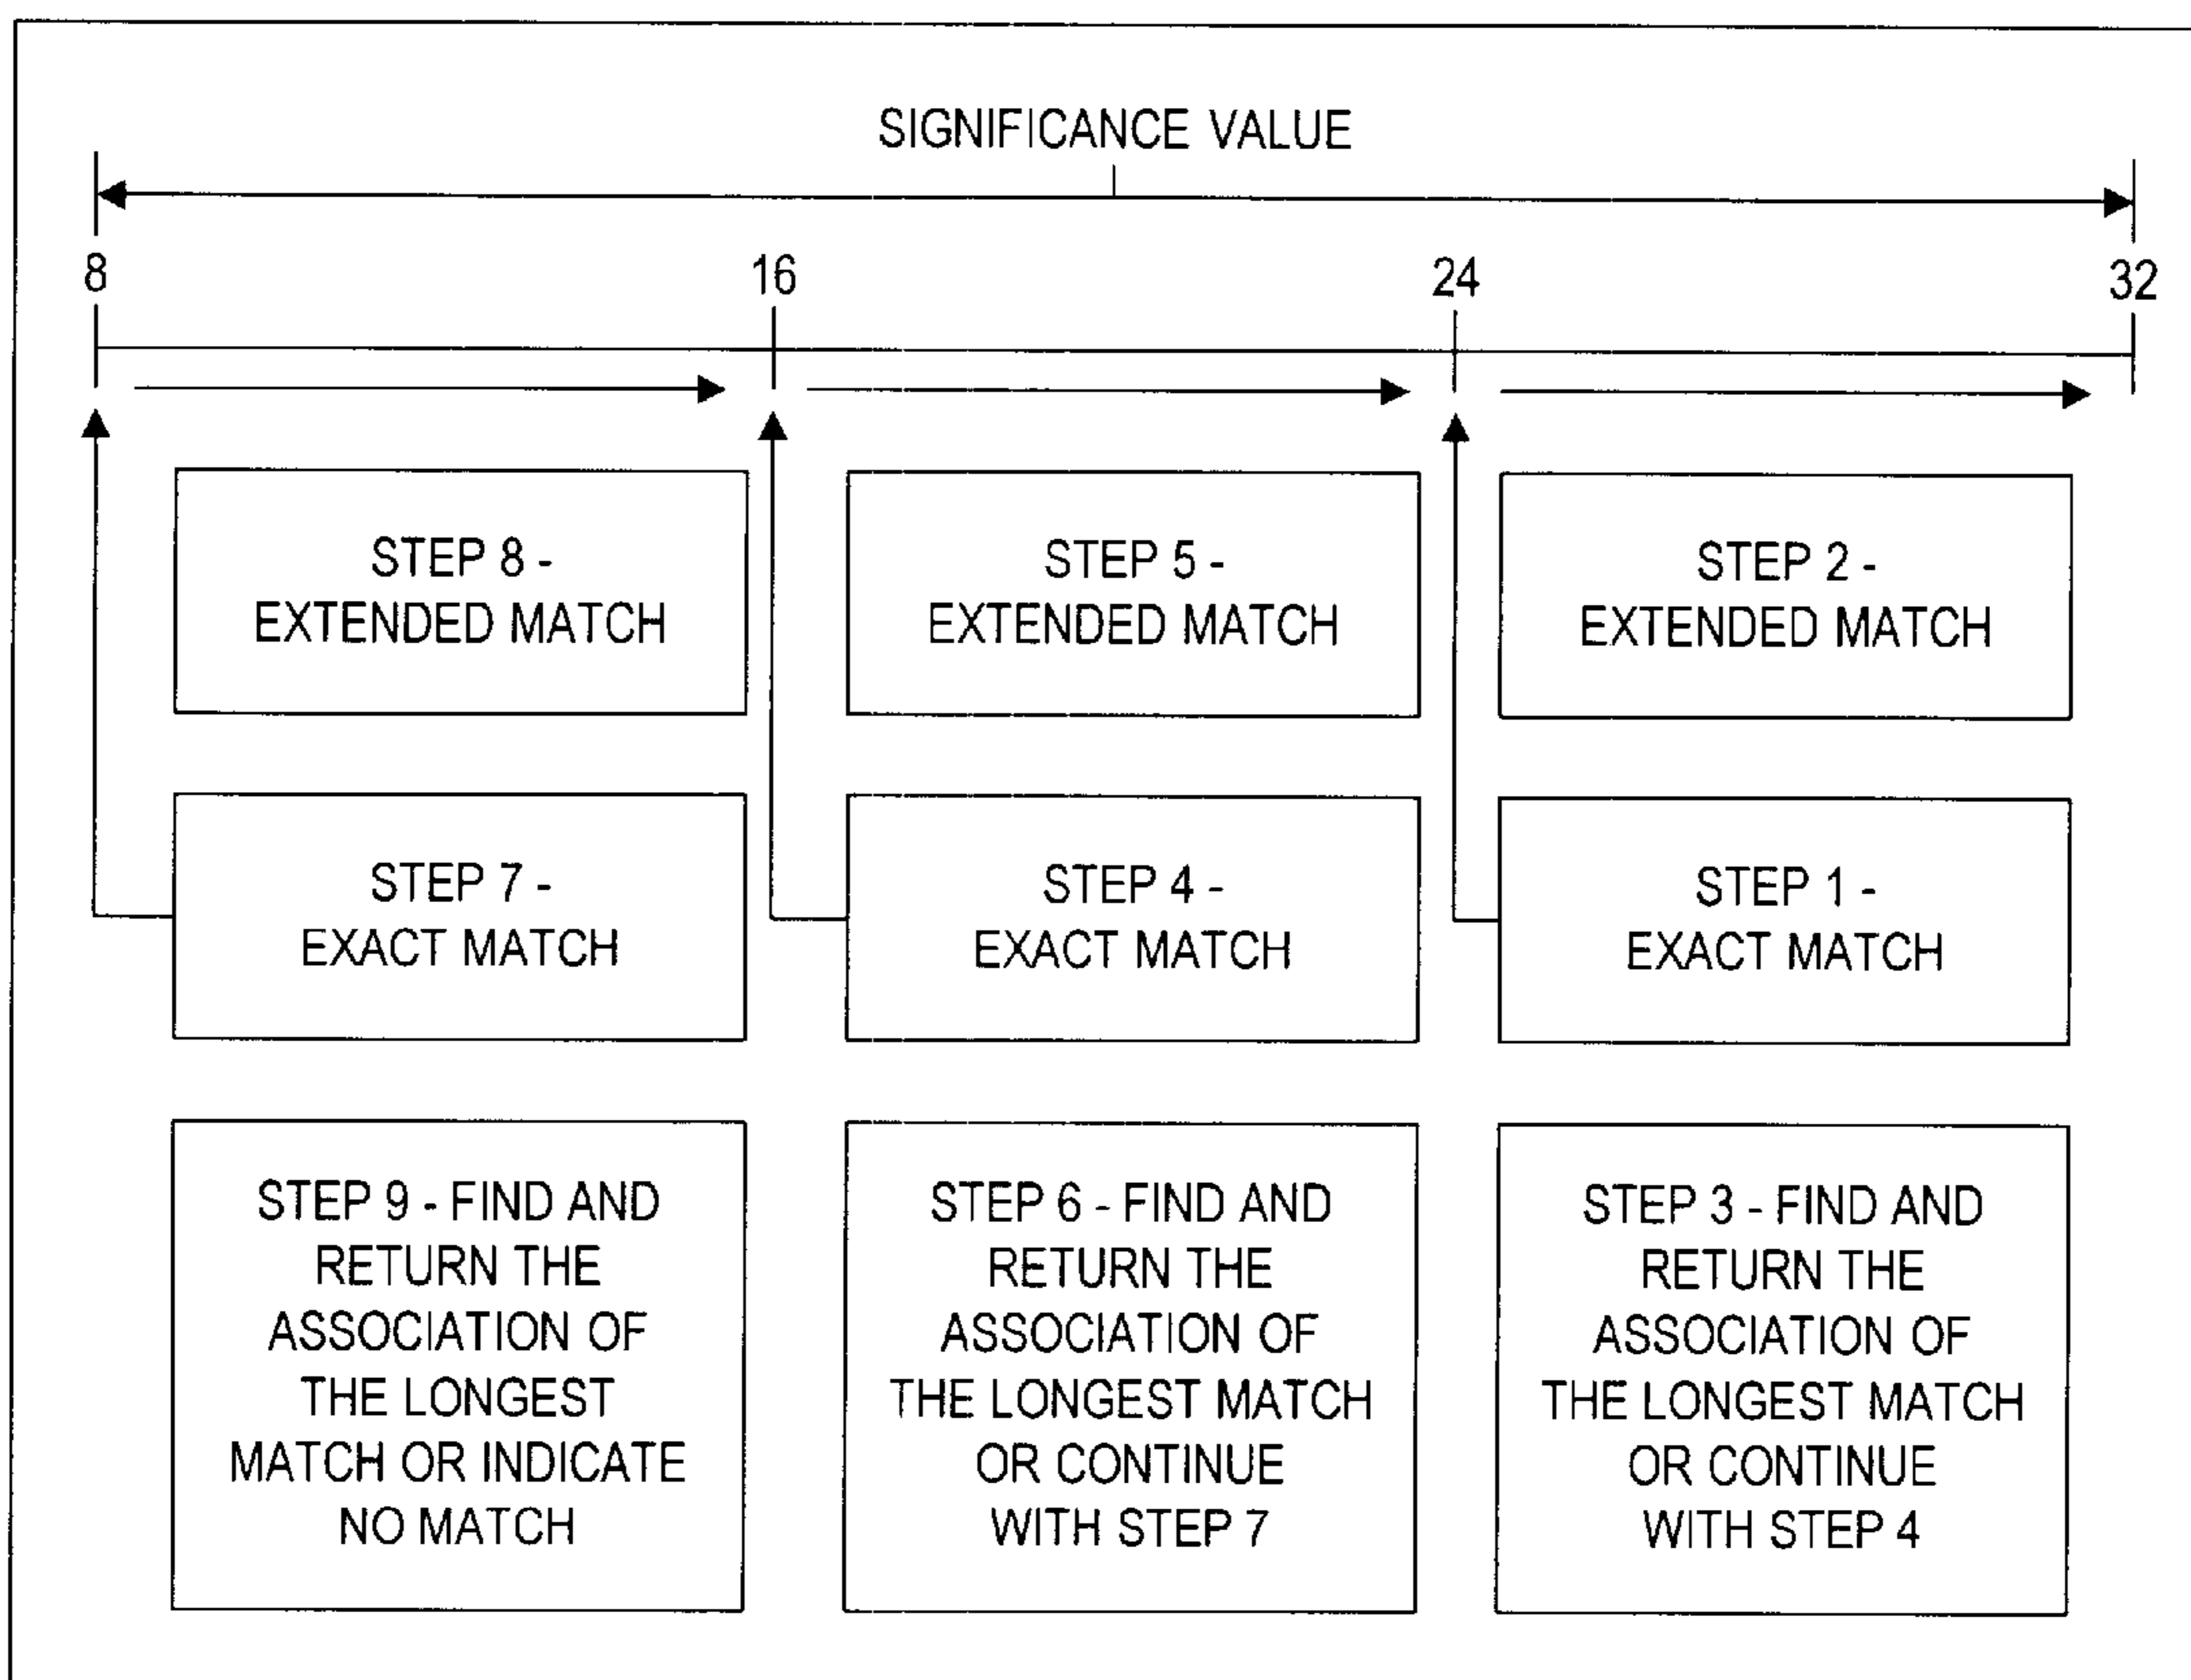 SIGNIFICANCE VALUE
8
16
24
32
STEP 8 -
EXTENDED MATCH
STEP 5 -
EXTENDED MATCH
STEP 2 -
EXTENDED MATCH
STEP 7 -
EXACT MATCH
STEP 4 -
EXACT MATCH
STEP 1 -
EXACT MATCH
STEP 9 - FIND AND
RETURN THE
ASSOCIATION OF
THE LONGEST
MATCH OR INDICATE
NO MATCH
STEP 6 - FIND AND
RETURN THE
ASSOCIATION OF
THE LONGEST MATCH
OR CONTINUE
WITH STEP 7
STEP 3 - FIND AND
RETURN THE
ASSOCIATION OF
THE LONGEST MATCH
OR CONTINUE
WITH STEP 4